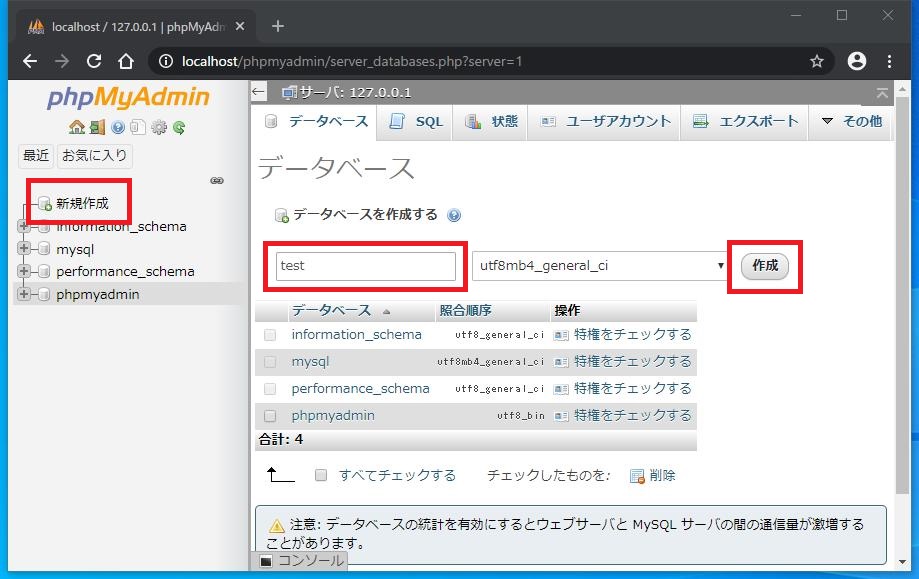 localhost / 127.0.0.1 | phpMyAdm
localhost/phpmyadmin/server_databases.php?server=1
phpMyAdmin
最近 お気に入り
新規作成
information_schema
mysql
performance_schema
phpmyadmin
サーバ: 127.0.0.1
データベース SQL 状態 ユーザアカウント エクスポート その他
データベース
データベースを作成する
test utf8mb4_general_ci 作成
データベース 照合順序 操作
information_schema utf8_general_ci 特権をチェックする
mysql utf8mb4_general_ci 特権をチェックする
performance_schema utf8_general_ci 特権をチェックする
phpmyadmin utf8_bin 特権をチェックする
合計: 4
すべてチェックする チェックしたものを: 削除
注意: データベースの統計を有効にするとウェブサーバと MySQL サーバの間の通信量が激増する
ことがあります。
コンソール